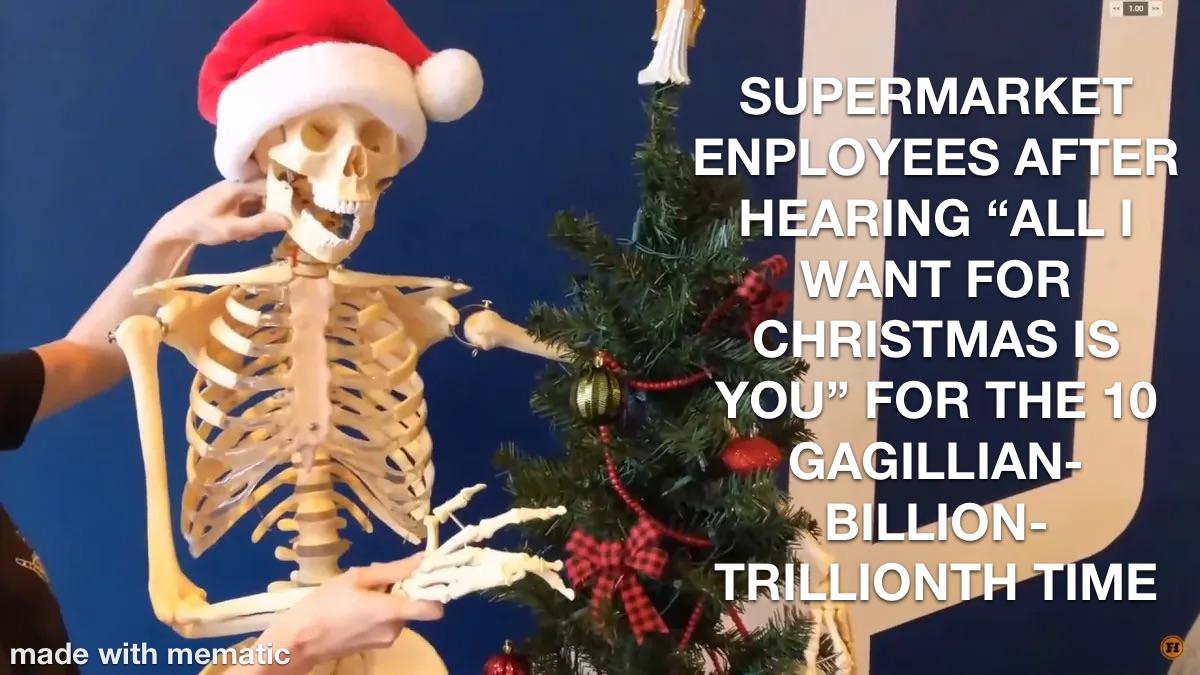 << 1.00 >>
SUPERMARKET
ENPLOYEES AFTER
HEARING “ALL I
WANT FOR
CHRISTMAS IS
YOU” FOR THE 10
GAGILLIAN-
BILLION-
TRILLIONTH TIME
made with mematic
H